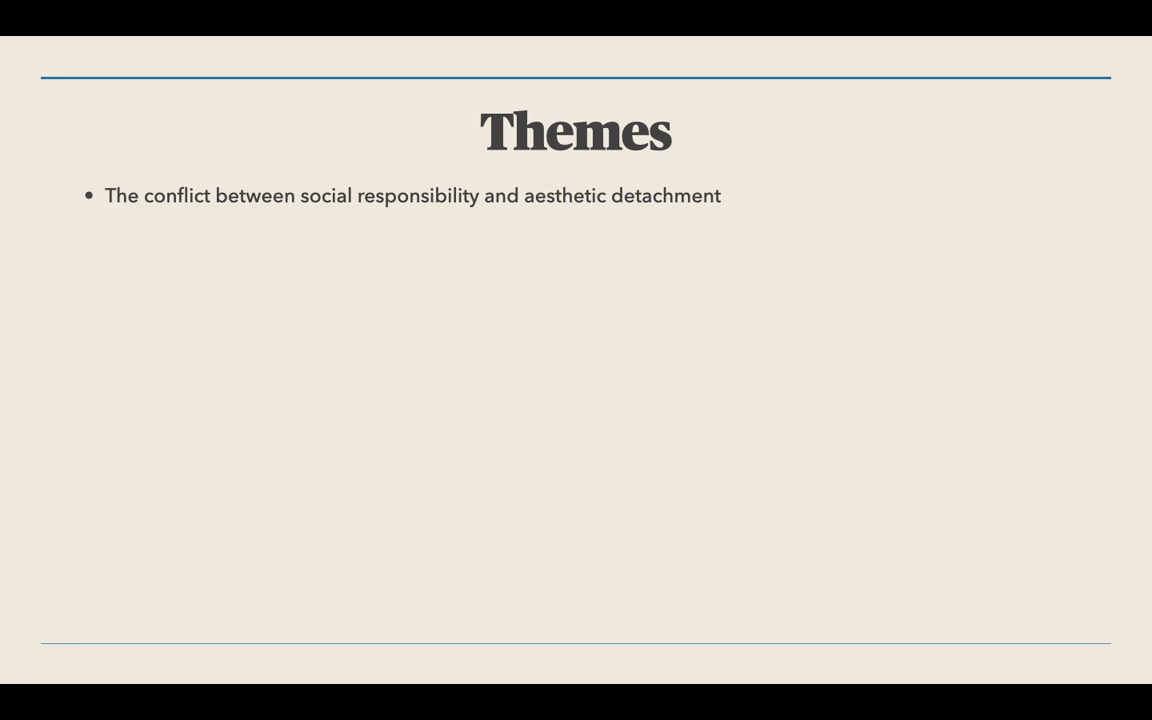 Themes
• The conflict between social responsibility and aesthetic detachment